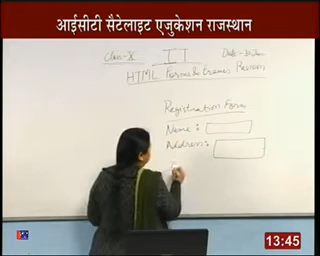 आईसीटी सैटेलाइट एजुकेशन राजस्थान
Class-X IT
HTML Forms & Frames Revision
Registration Form
Name :
Address :
13:45